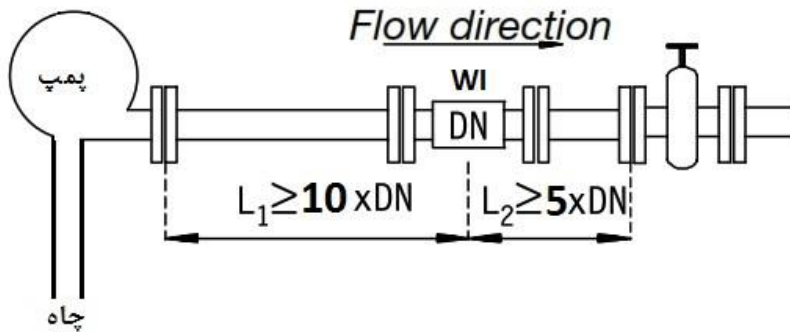 Flow direction
پمپ
WI
DN
L₁≥10xDN
L₂≥5xDN
چاه